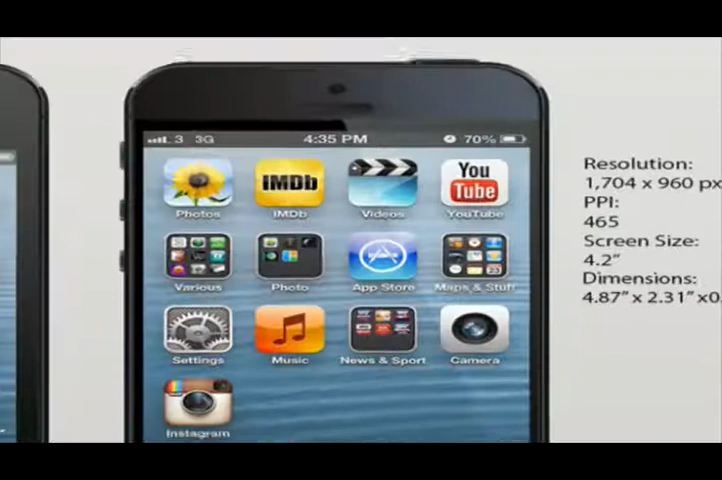 3 3G 4:35 PM 70%
IMDb You Tube
Photos IMDb Videos YouTube
23
Various Photo App Store Maps & Stuff
Settings Music News & Sport Camera
Instagram
Resolution:
1,704 x 960 px
PPI:
465
Screen Size:
4.2"
Dimensions:
4.87" x 2.31" x0.